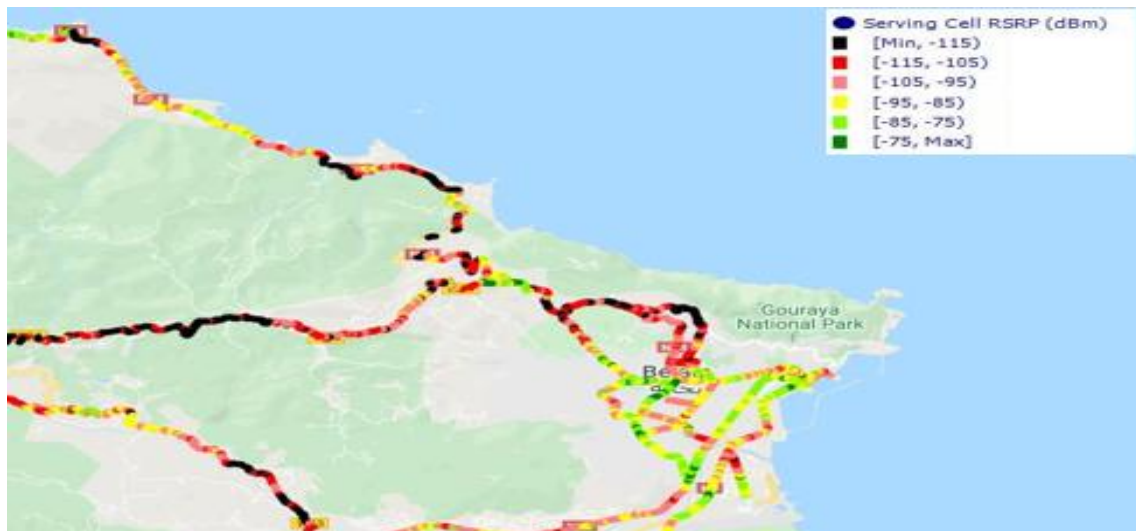 Serving Cell RSRP (dBm)
[Min, -115)
[-115, -105)
[-105, -95)
[-95, -85)
[-85, -75)
[-75, Max]
Gouraya
National Park